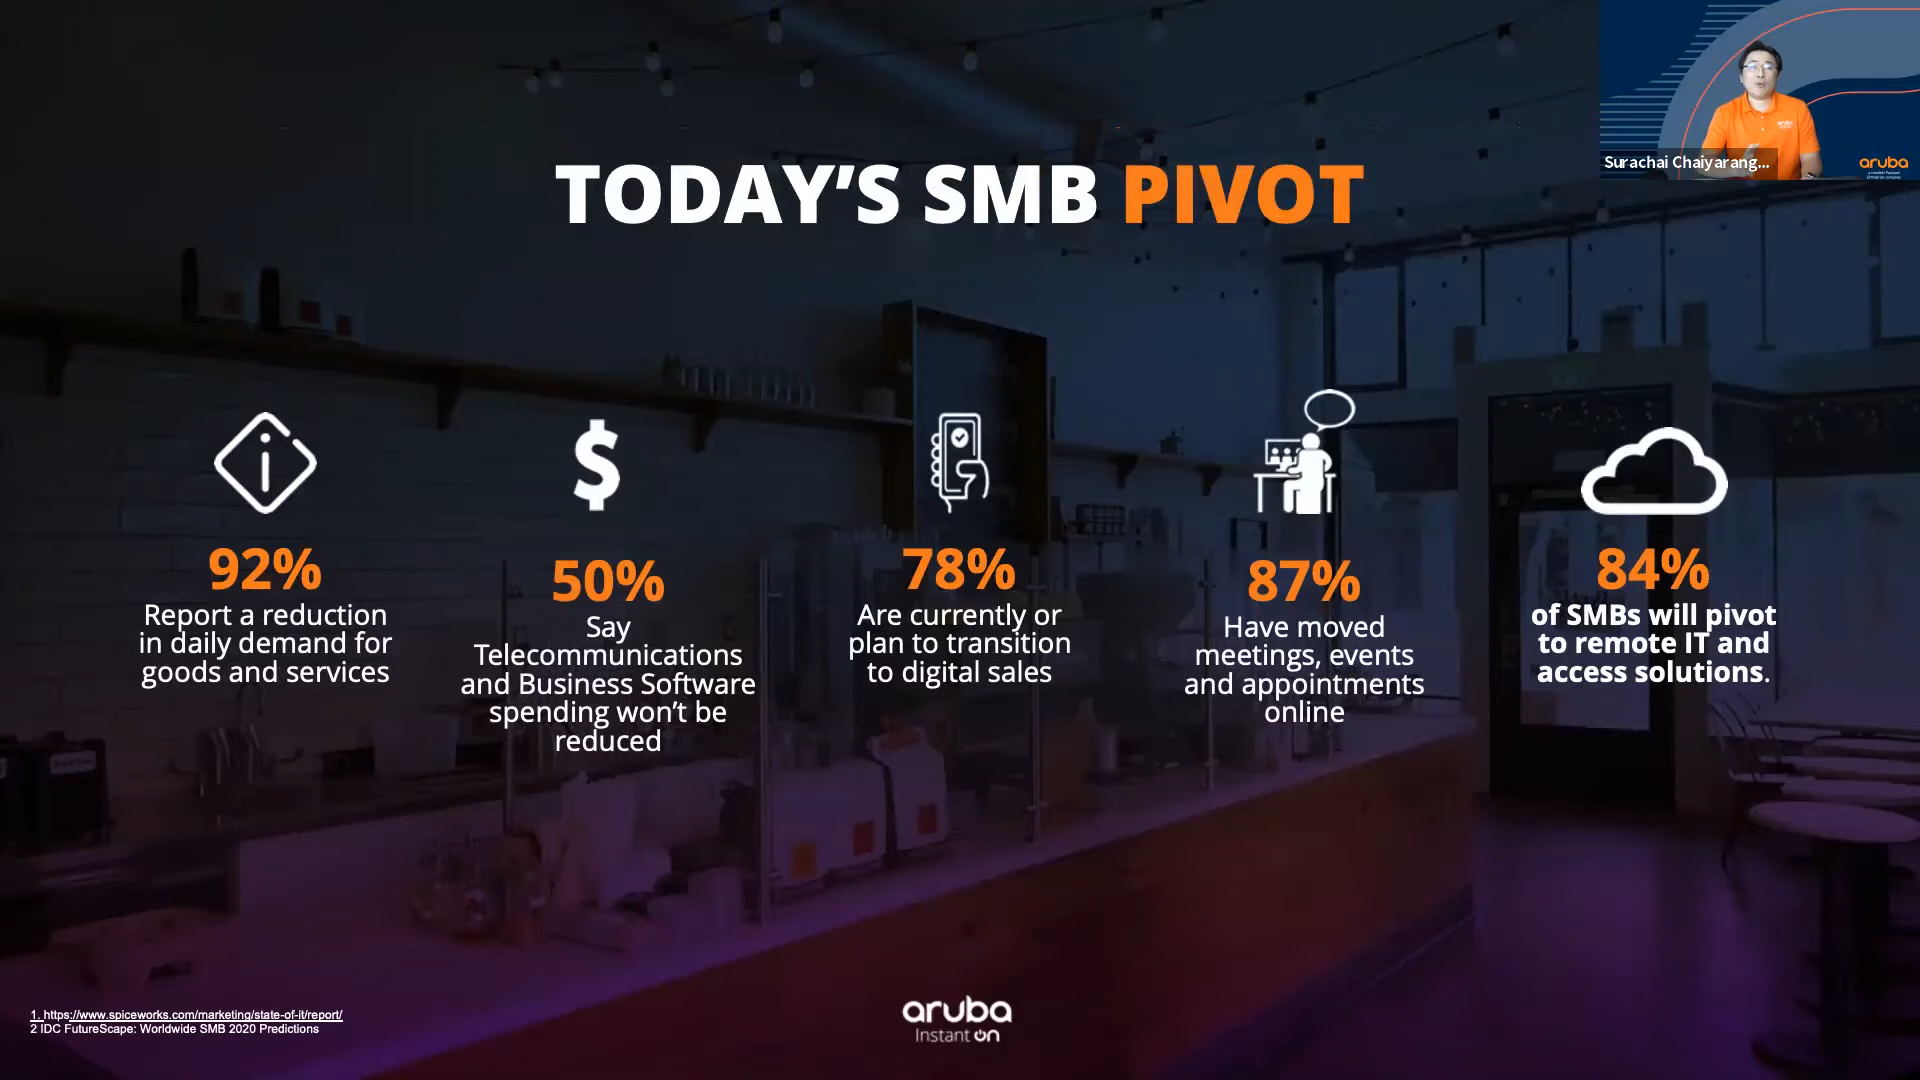 TODAY'S SMB PIVOT
Surachai Chaiyarang...
aruba
92%
Report a reduction
in daily demand for
goods and services
50%
Say
Telecommunications
and Business Software
spending won't be
reduced
78%
Are currently or
plan to transition
to digital sales
87%
Have moved
meetings, events
and appointments
online
84%
of SMBs will pivot
to remote IT and
access solutions.
1. https://www.spiceworks.com/marketing/state-of-it/report/
2 IDC FutureScape: Worldwide SMB 2020 Predictions
aruba
Instant on